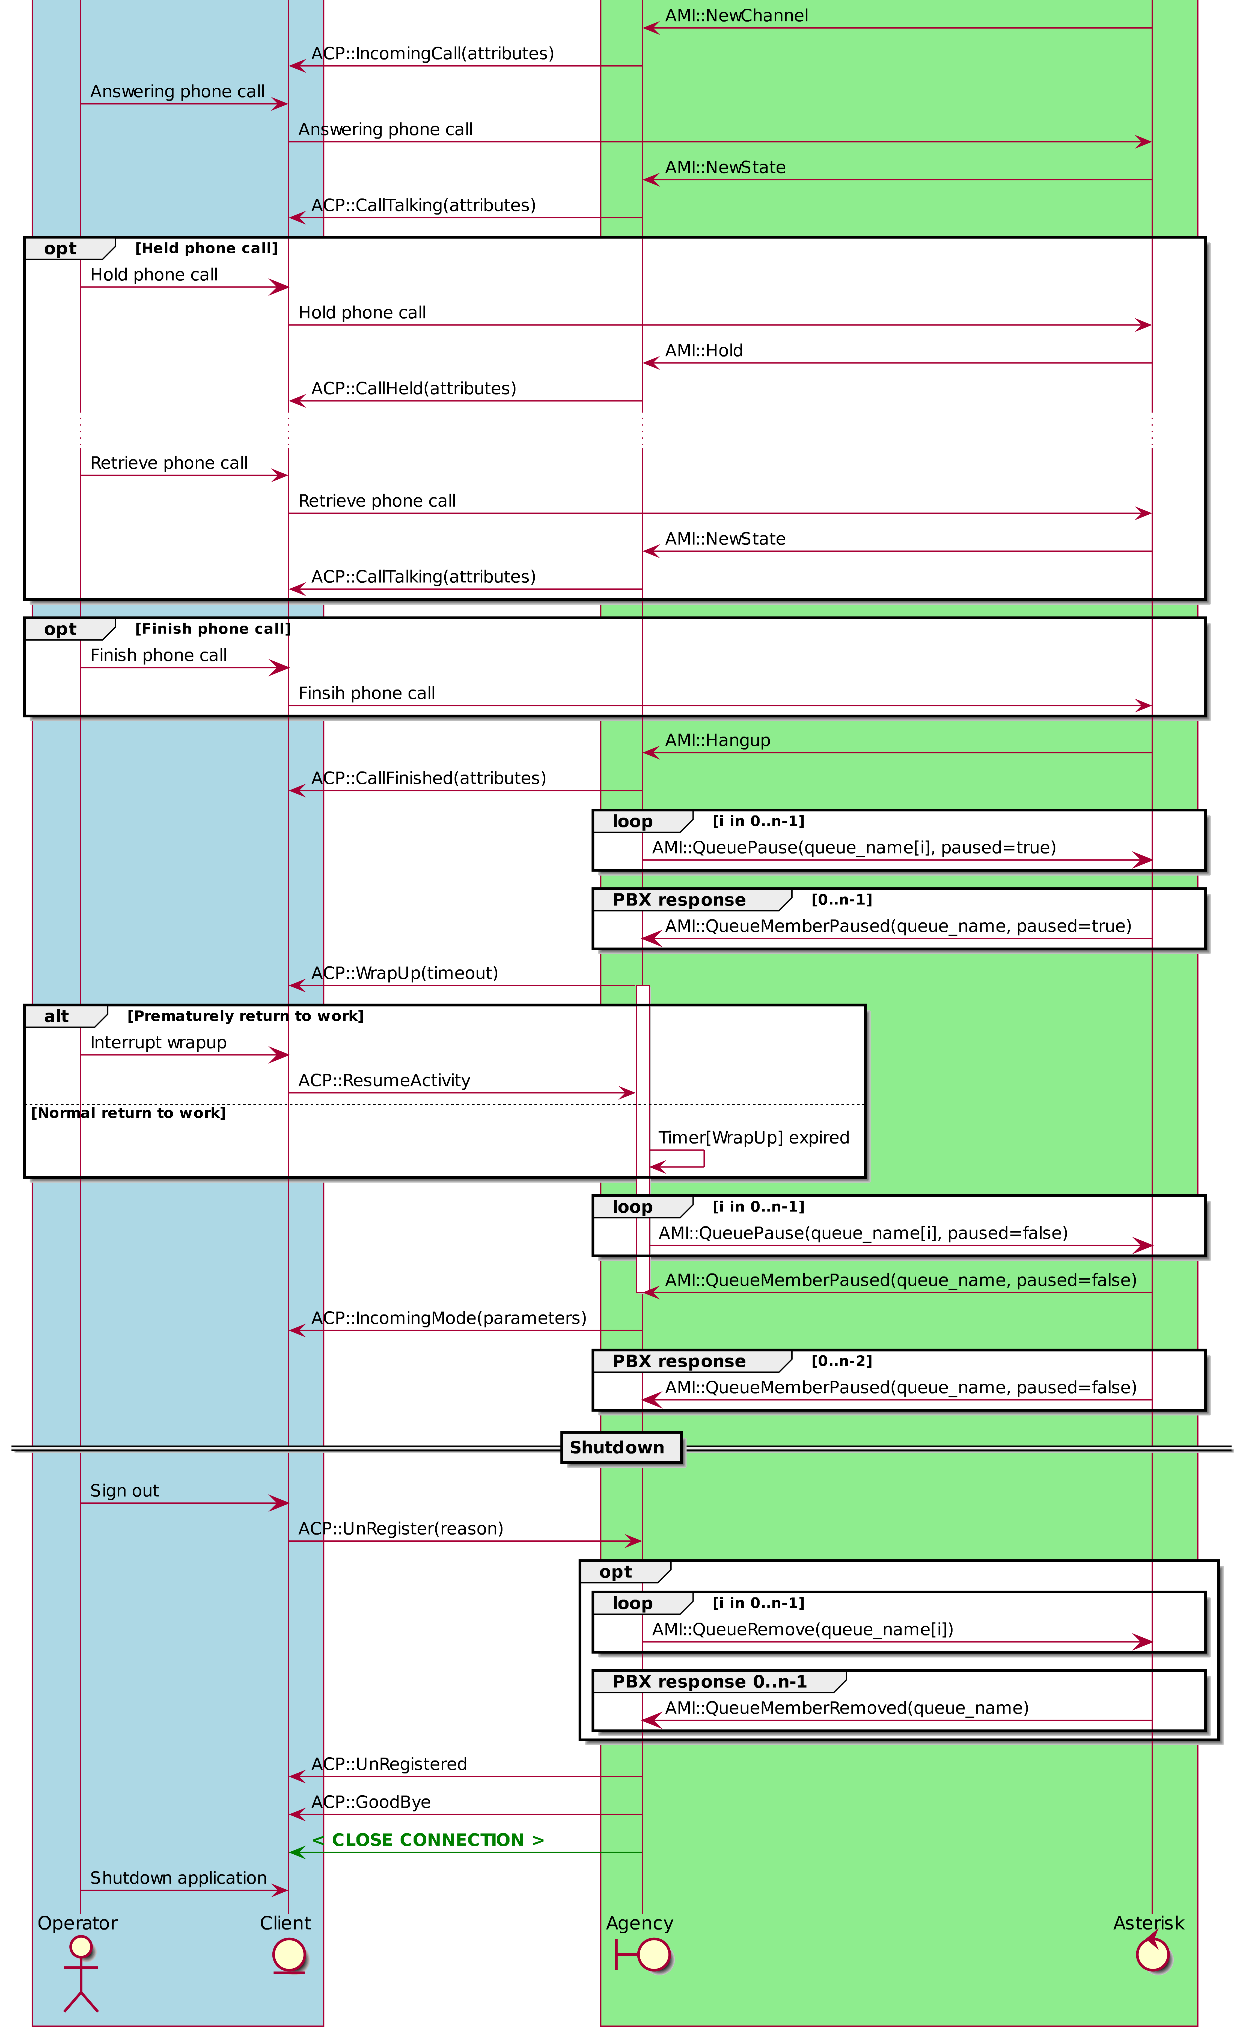 AMI::NewChannel
ACP::IncomingCall(attributes)
Answering phone call
Answering phone call
AMI::NewState
ACP::CallTalking(attributes)
opt [Held phone call]
Hold phone call
Hold phone call
AMI::Hold
ACP::CallHeld(attributes)
Retrieve phone call
Retrieve phone call
AMI::NewState
ACP::CallTalking(attributes)
opt [Finish phone call]
Finish phone call
Finsih phone call
AMI::Hangup
ACP::CallFinished(attributes)
loop [i in 0..n-1]
AMI::QueuePause(queue_name[i], paused=true)
PBX response [0..n-1]
AMI::QueueMemberPaused(queue_name, paused=true)
ACP::WrapUp(timeout)
alt [Prematurely return to work]
Interrupt wrapup
ACP::ResumeActivity
[Normal return to work]
Timer[WrapUp] expired
loop [i in 0..n-1]
AMI::QueuePause(queue_name[i], paused=false)
AMI::QueueMemberPaused(queue_name, paused=false)
ACP::IncomingMode(parameters)
PBX response [0..n-2]
AMI::QueueMemberPaused(queue_name, paused=false)
Shutdown
Sign out
ACP::UnRegister(reason)
opt
loop [i in 0..n-1]
AMI::QueueRemove(queue_name[i])
PBX response 0..n-1
AMI::QueueMemberRemoved(queue_name)
ACP::UnRegistered
ACP::GoodBye
< CLOSE CONNECTION >
Shutdown application
Operator Client Agency Asterisk